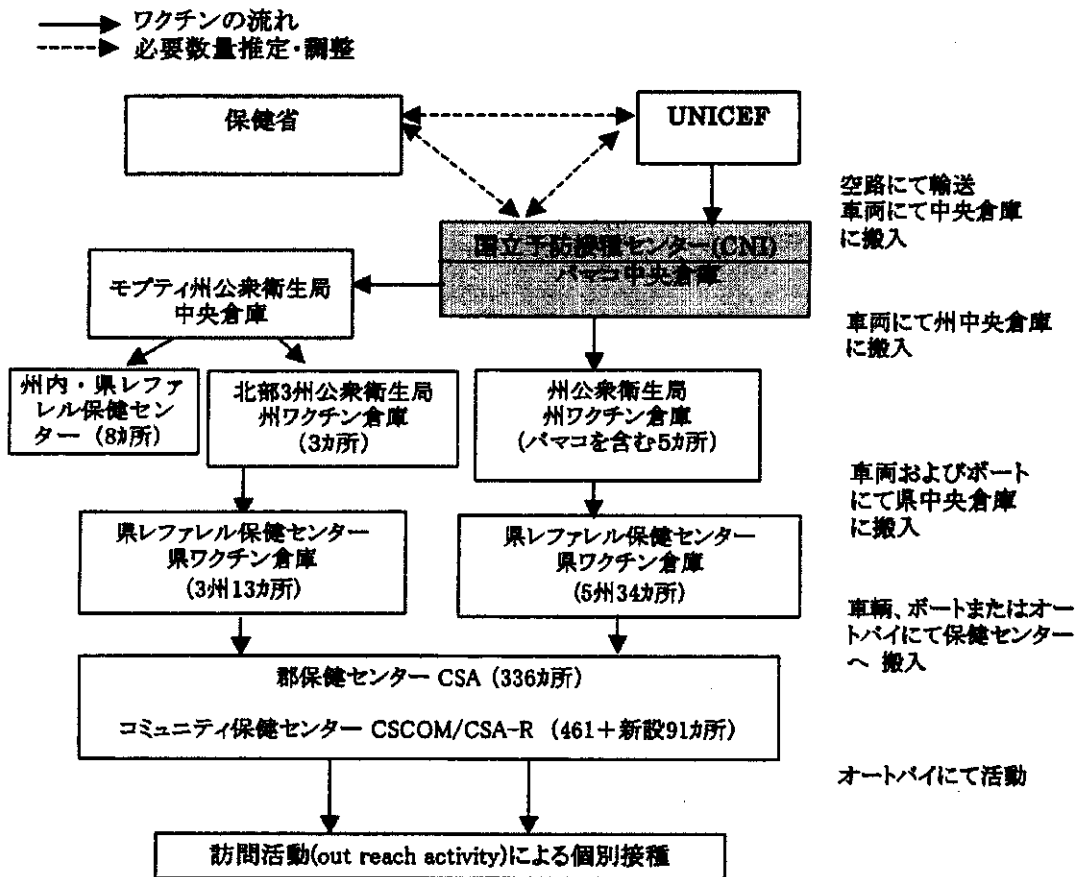 ワクチンの流れ
必要数量推定・調整
保健省
UNICEF
空路にて輸送
車両にて中央倉庫
に搬入
国立予防接種センター(CNI)
バマコ中央倉庫
モプティ州公衆衛生局
中央倉庫
車両にて州中央倉庫
に搬入
州内・県レファ
レル保健セン
ター (8ｶ所)
北部3州公衆衛生局
州ワクチン倉庫
(3ｶ所)
州公衆衛生局
州ワクチン倉庫
(バマコを含む5ｶ所)
車両およびボート
にて県中央倉庫
に搬入
県レファレル保健センター
県ワクチン倉庫
(3州13ｶ所)
県レファレル保健センター
県ワクチン倉庫
(5州34ｶ所)
車輌、ボートまたはオー
トバイにて保健センター
へ 搬入
郡保健センター CSA (336ｶ所)
コミュニティ保健センター CSCOM/CSA-R (461＋新設91ｶ所)
オートバイにて活動
訪問活動(out reach activity)による個別接種